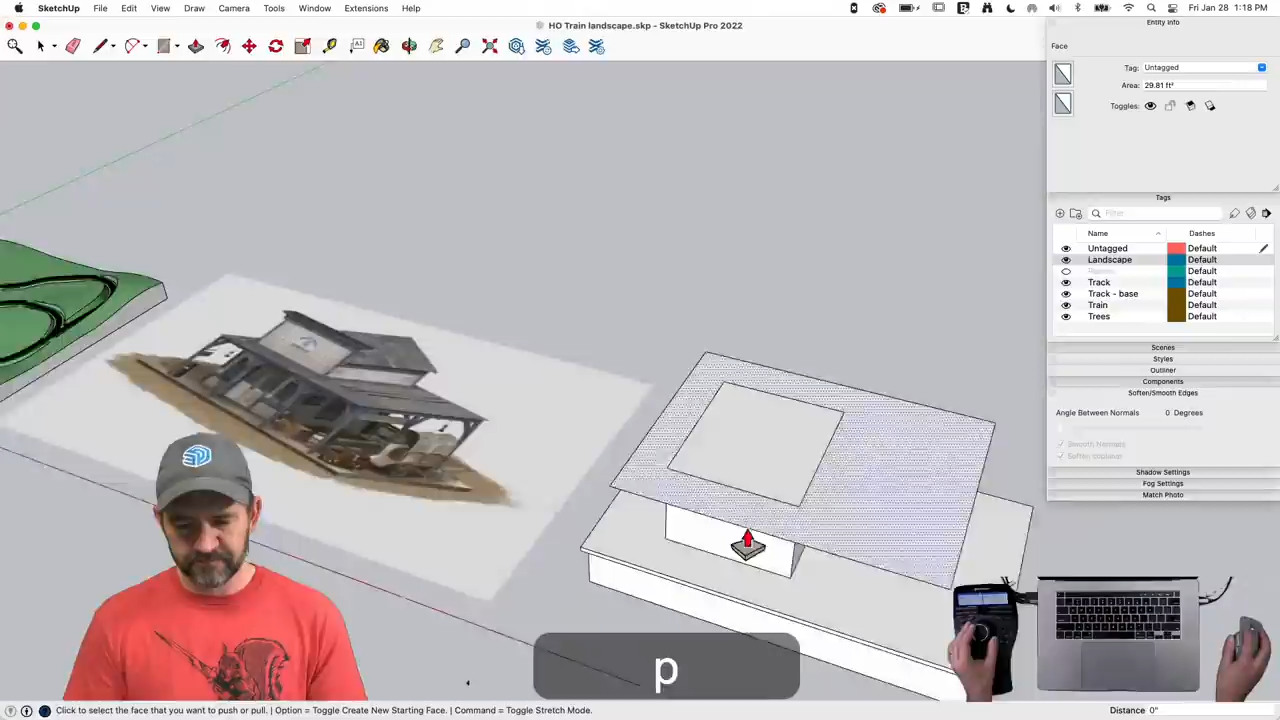 SketchUp File Edit View Draw Camera Tools Window Extensions Help Fri Jan 28 1:18 PM
HO Train landscape.skp - SketchUp Pro 2022
Entity Info
Face
Tag: Untagged
Area: 29.81 ft²
Toggles:
Tags
Filter
Name Dashes
Untagged Default
Landscape Default
Default
Track Default
Track - base Default
Train Default
Trees Default
Scenes
Styles
Outliner
Components
Soften/Smooth Edges
Angle Between Normals 0 Degrees
Smooth Normals
Soften coplanar
Shadow Settings
Fog Settings
Match Photo
p
Click to select the face that you want to push or pull. | Option = Toggle Create New Starting Face. | Command = Toggle Stretch Mode. Distance 0"